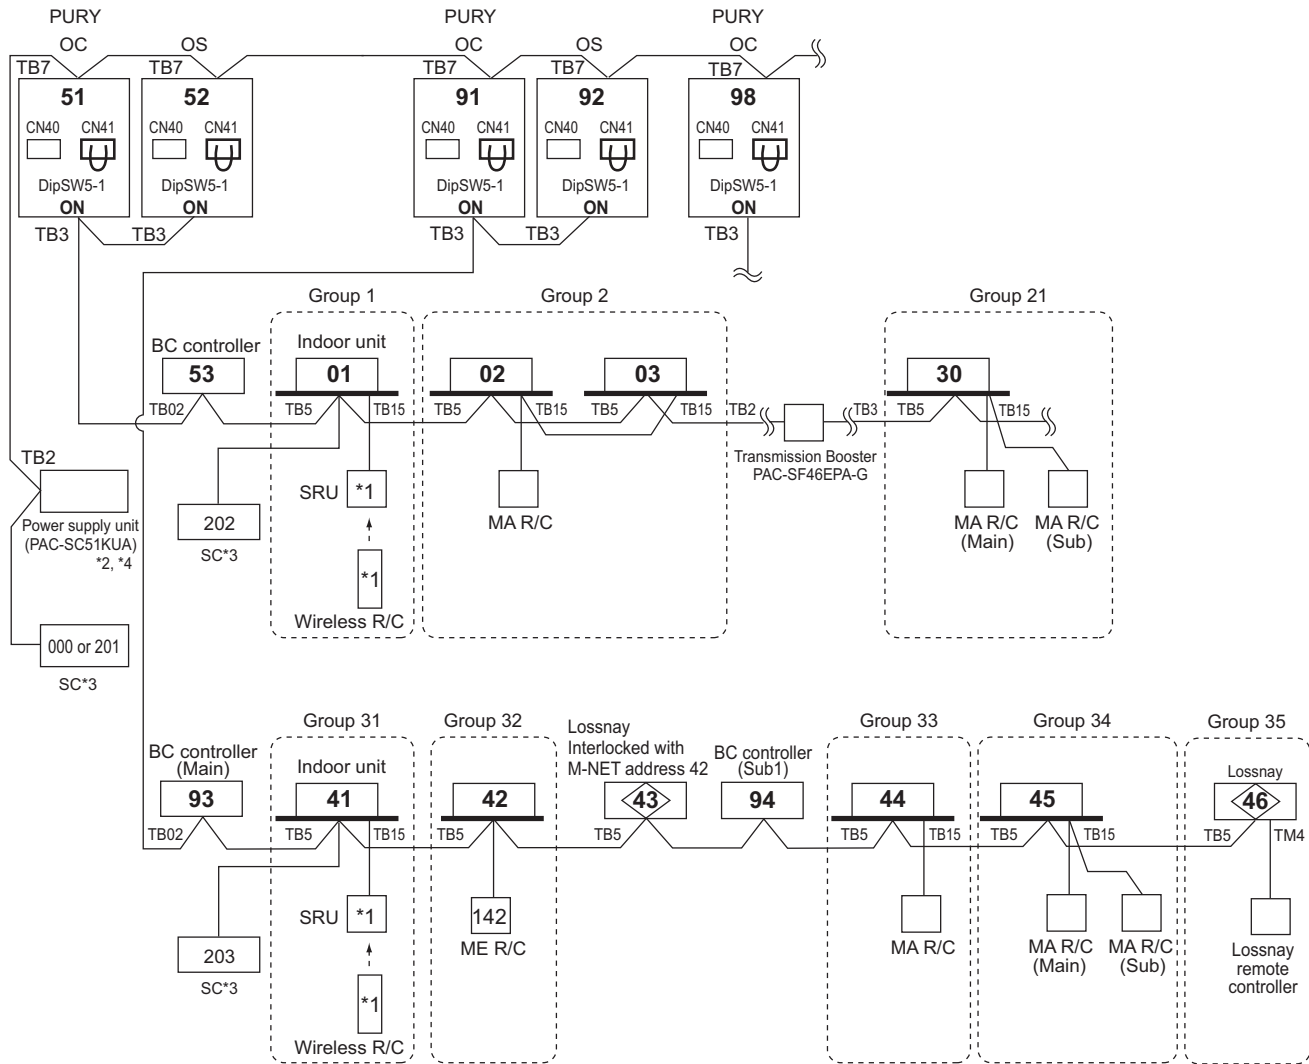 PURY PURY PURY
OC OS OC OS OC
TB7 TB7 TB7 TB7 TB7
51 52 91 92 98
CN40 CN41 CN40 CN41 CN40 CN41 CN40 CN41 CN40 CN41
DipSW5-1 DipSW5-1 DipSW5-1 DipSW5-1 DipSW5-1
ON ON ON ON ON
TB3 TB3 TB3 TB3 TB3
Group 1 Group 2 Group 21
BC controller Indoor unit
53 01 02 03 30
TB02 TB5 TB15 TB5 TB15 TB5 TB15 TB2 TB3 TB5 TB15
Transmission Booster
PAC-SF46EPA-G
TB2
Power supply unit
(PAC-SC51KUA)
*2, *4
202
SC*3
SRU *1
*1
Wireless R/C
MA R/C
MA R/C
(Main)
MA R/C
(Sub)
000 or 201
SC*3
Group 31 Group 32 Group 33 Group 34 Group 35
BC controller
(Main)
Indoor unit
Lossnay
Interlocked with
M-NET address 42
BC controller
(Sub1)
Lossnay
93 41 42 43 94 44 45 46
TB02 TB5 TB15 TB5 TB5 TB5 TB15 TB5 TB15 TB5 TM4
203
SC*3
SRU *1
*1
Wireless R/C
142
ME R/C
MA R/C
MA R/C
(Main)
MA R/C
(Sub)
Lossnay
remote
controller